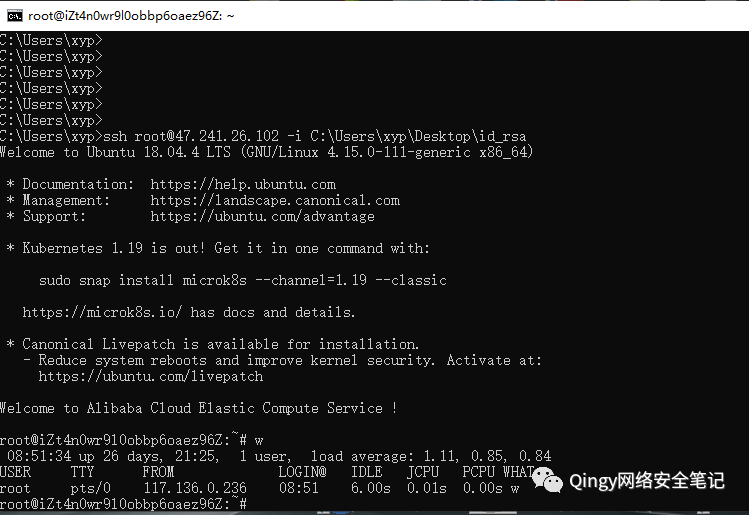 root@iZt4n0wr9l0obbp6oaez96Z: ~
C:\Users\xyp>
C:\Users\xyp>
C:\Users\xyp>
C:\Users\xyp>
C:\Users\xyp>
C:\Users\xyp>
C:\Users\xyp>ssh root@47.241.26.102 -i C:\Users\xyp\Desktop\id_rsa
Welcome to Ubuntu 18.04.4 LTS (GNU/Linux 4.15.0-111-generic x86_64)
* Documentation:  https://help.ubuntu.com
* Management:     https://landscape.canonical.com
* Support:        https://ubuntu.com/advantage
* Kubernetes 1.19 is out! Get it in one command with:
sudo snap install microk8s --channel=1.19 --classic
https://microk8s.io/ has docs and details.
* Canonical Livepatch is available for installation.
- Reduce system reboots and improve kernel security. Activate at:
https://ubuntu.com/livepatch
Welcome to Alibaba Cloud Elastic Compute Service !
root@iZt4n0wr9l0obbp6oaez96Z:~# w
08:51:34 up 26 days, 21:25,  1 user,  load average: 1.11, 0.85, 0.84
USER     TTY      FROM             LOGIN@   IDLE   JCPU   PCPU WHAT
root     pts/0    117.136.0.236    08:51    6.00s  0.01s  0.00s w
root@iZt4n0wr9l0obbp6oaez96Z:~#
Qingy网络安全笔记